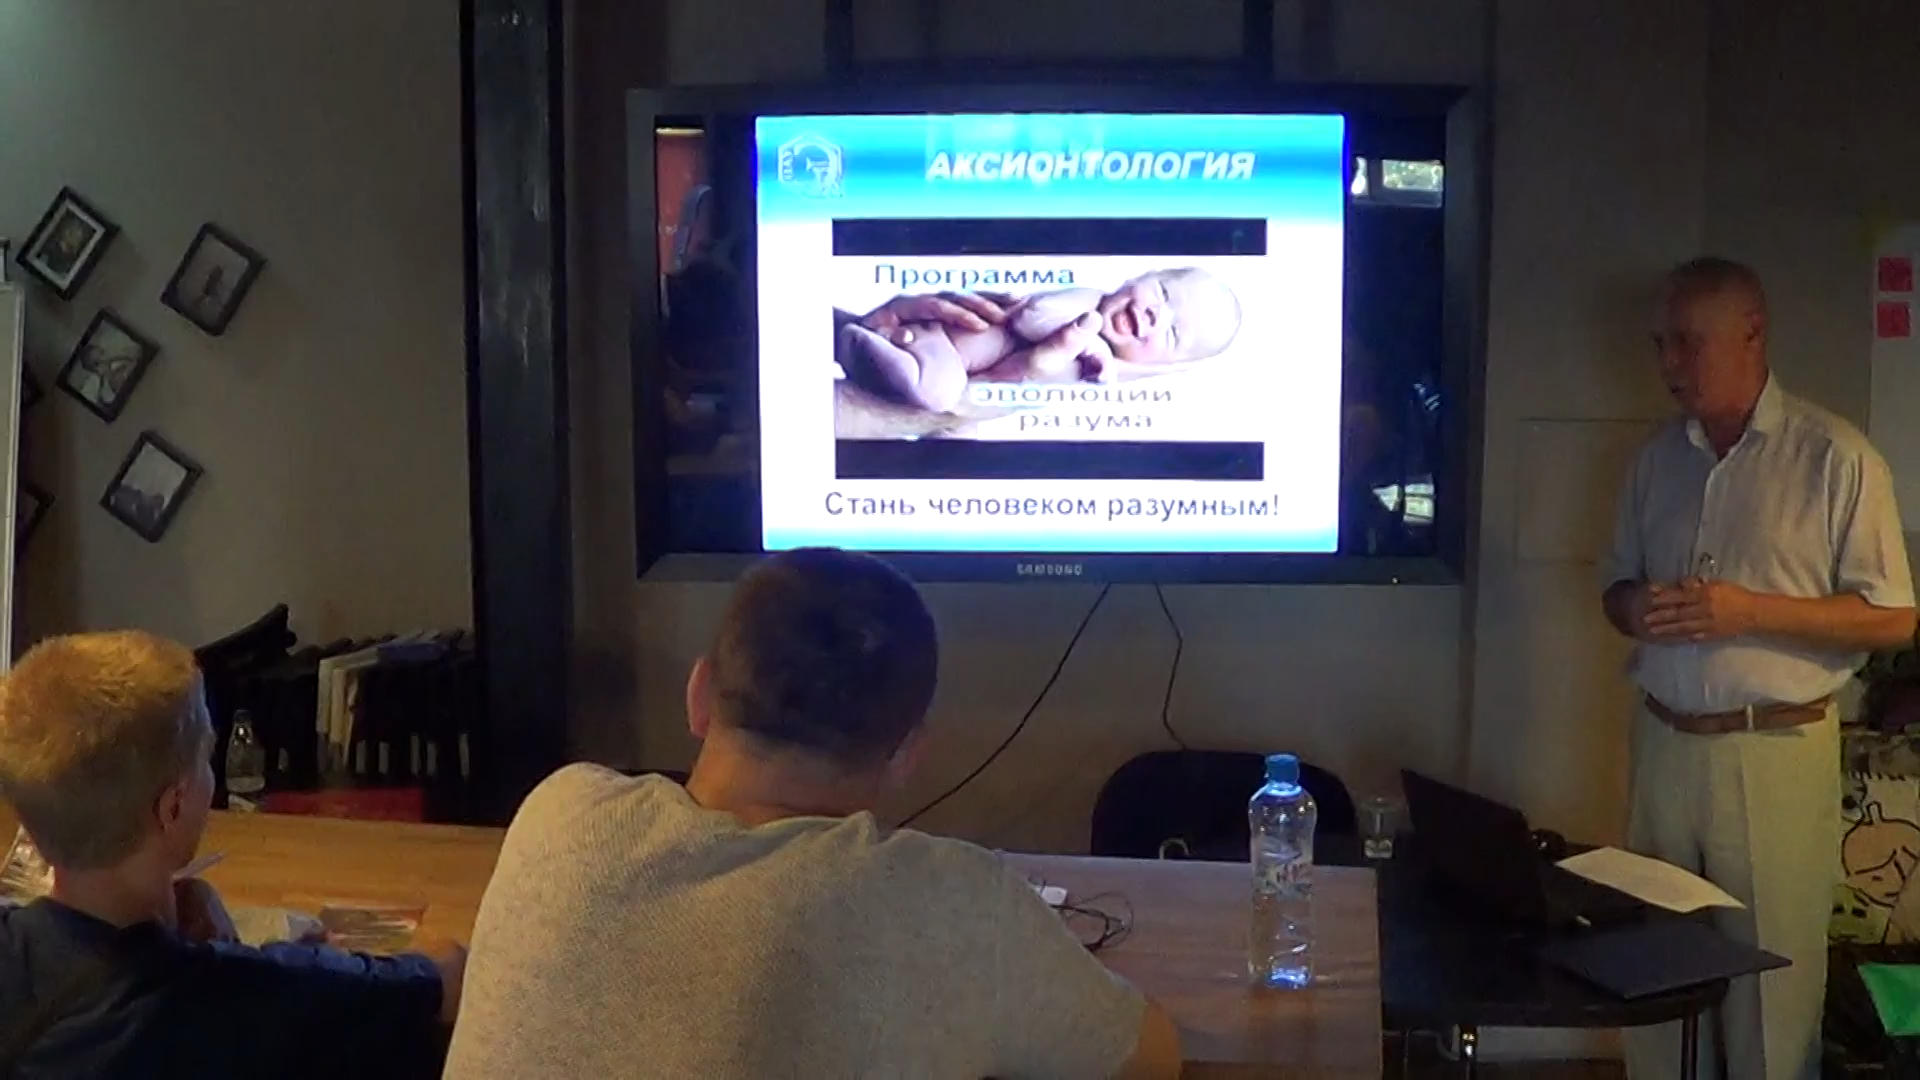 АКСИОНТОЛОГИЯ
Программа
эволюции
разума
Стань человеком разумным!
SAMSUNG